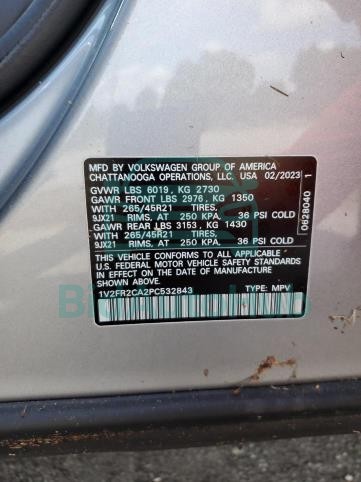 MFD BY VOLKSWAGEN GROUP OF AMERICA
CHATTANOOGA OPERATIONS, LLC. USA 02/2023
GVWR LBS 6019, KG 2730
GAWR FRONT LBS 2976, KG 1350
WITH 265/45R21 TIRES.
9JX21 RIMS, AT 250 KPA, 36 PSI COLD
GAWR REAR LBS 3153, KG 1430
WITH 265/45R21 TIRES.
9JX21 RIMS, AT 250 KPA, 36 PSI COLD
THIS VEHICLE CONFORMS TO ALL APPLICABLE
U.S. FEDERAL MOTOR VEHICLE SAFETY STANDARDS
IN EFFECT ON THE DATE OF MANUFACTURE
SHOWN ABOVE.
1V2FR2CA2PC532843 TYPE: MPV
0628040 1